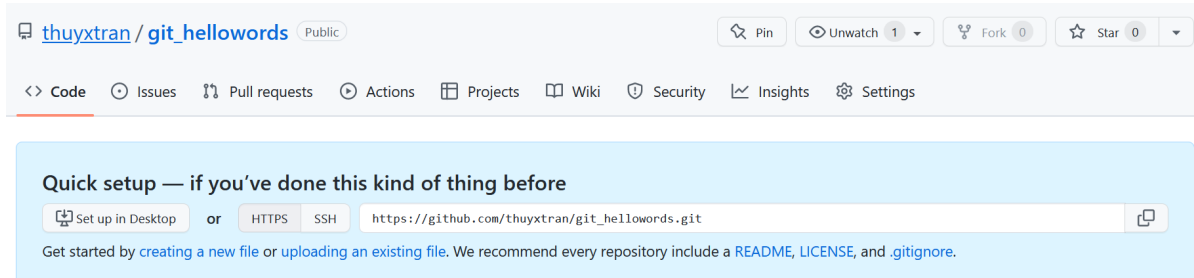 thuyxtran / git_hellowords Public Pin Unwatch 1 Fork 0 Star 0
Code Issues Pull requests Actions Projects Wiki Security Insights Settings
Quick setup — if you’ve done this kind of thing before
Set up in Desktop or HTTPS SSH https://github.com/thuyxtran/git_hellowords.git
Get started by creating a new file or uploading an existing file. We recommend every repository include a README, LICENSE, and .gitignore.